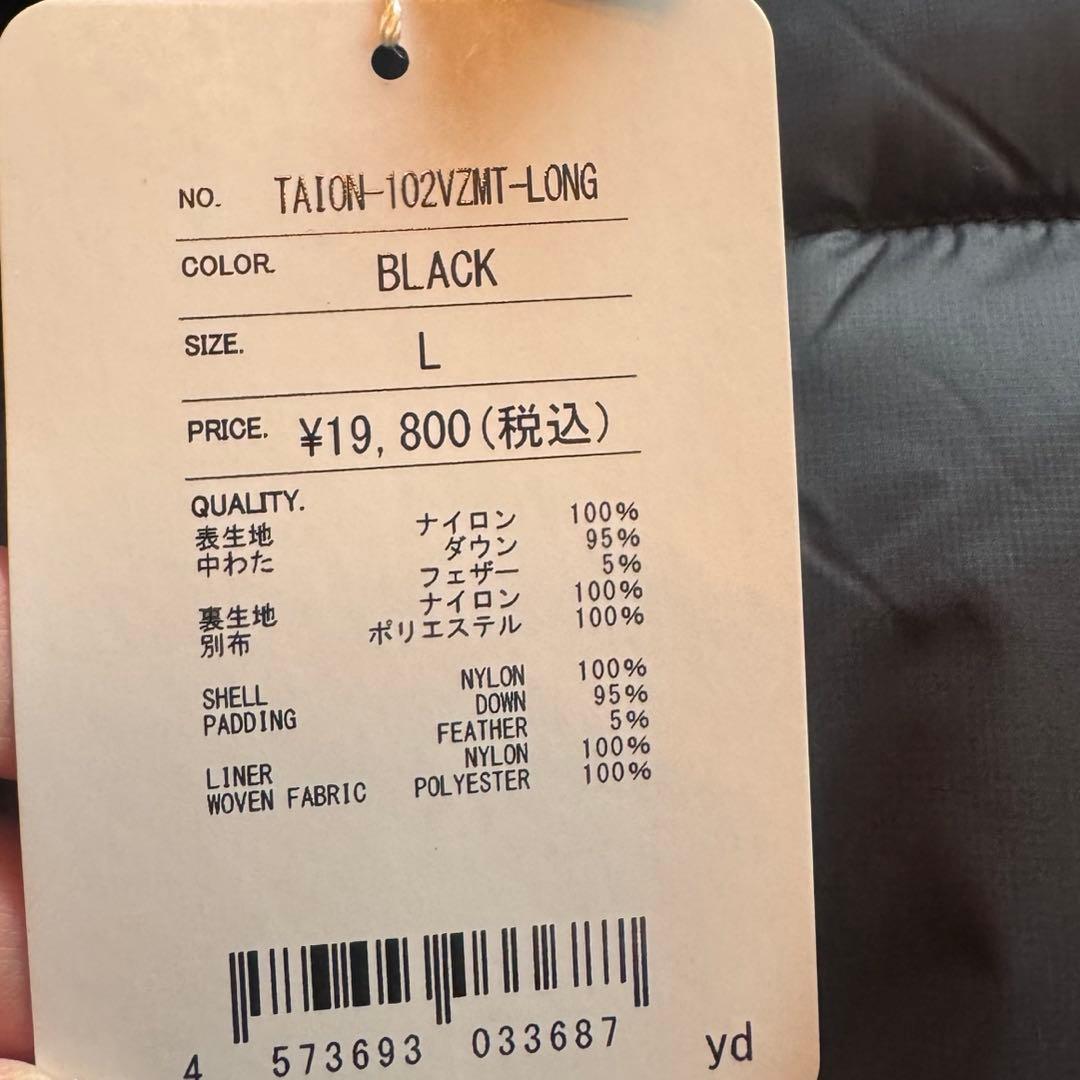 NO. TAION-102VZMT-LONG
COLOR. BLACK
SIZE. L
PRICE. ¥19,800(税込)
QUALITY.
表生地 ナイロン 100%
中わた ダウン 95%
フェザー 5%
裏生地 ナイロン 100%
別布 ポリエステル 100%
SHELL NYLON 100%
PADDING DOWN 95%
FEATHER 5%
LINER NYLON 100%
WOVEN FABRIC POLYESTER 100%
4 573693 033687 yd